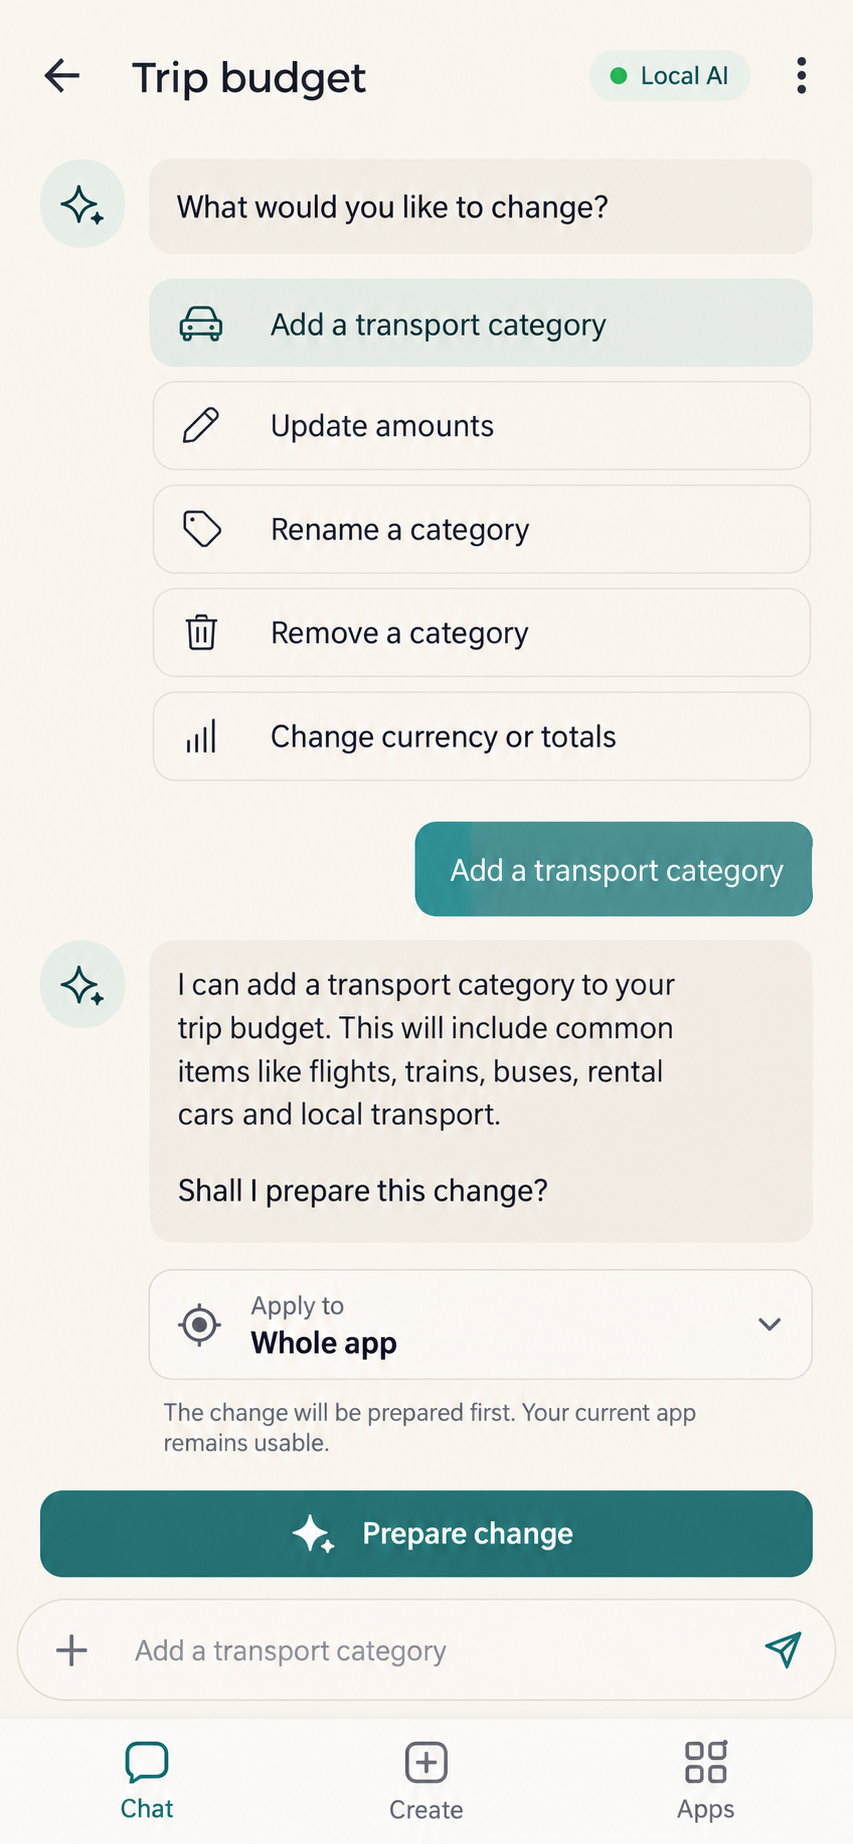 Trip budget
Local AI
What would you like to change?
Add a transport category
Update amounts
Rename a category
Remove a category
Change currency or totals
Add a transport category
I can add a transport category to your
trip budget. This will include common
items like flights, trains, buses, rental
cars and local transport.
Shall I prepare this change?
Apply to
Whole app
The change will be prepared first. Your current app
remains usable.
Prepare change
Add a transport category
Chat
Create
Apps